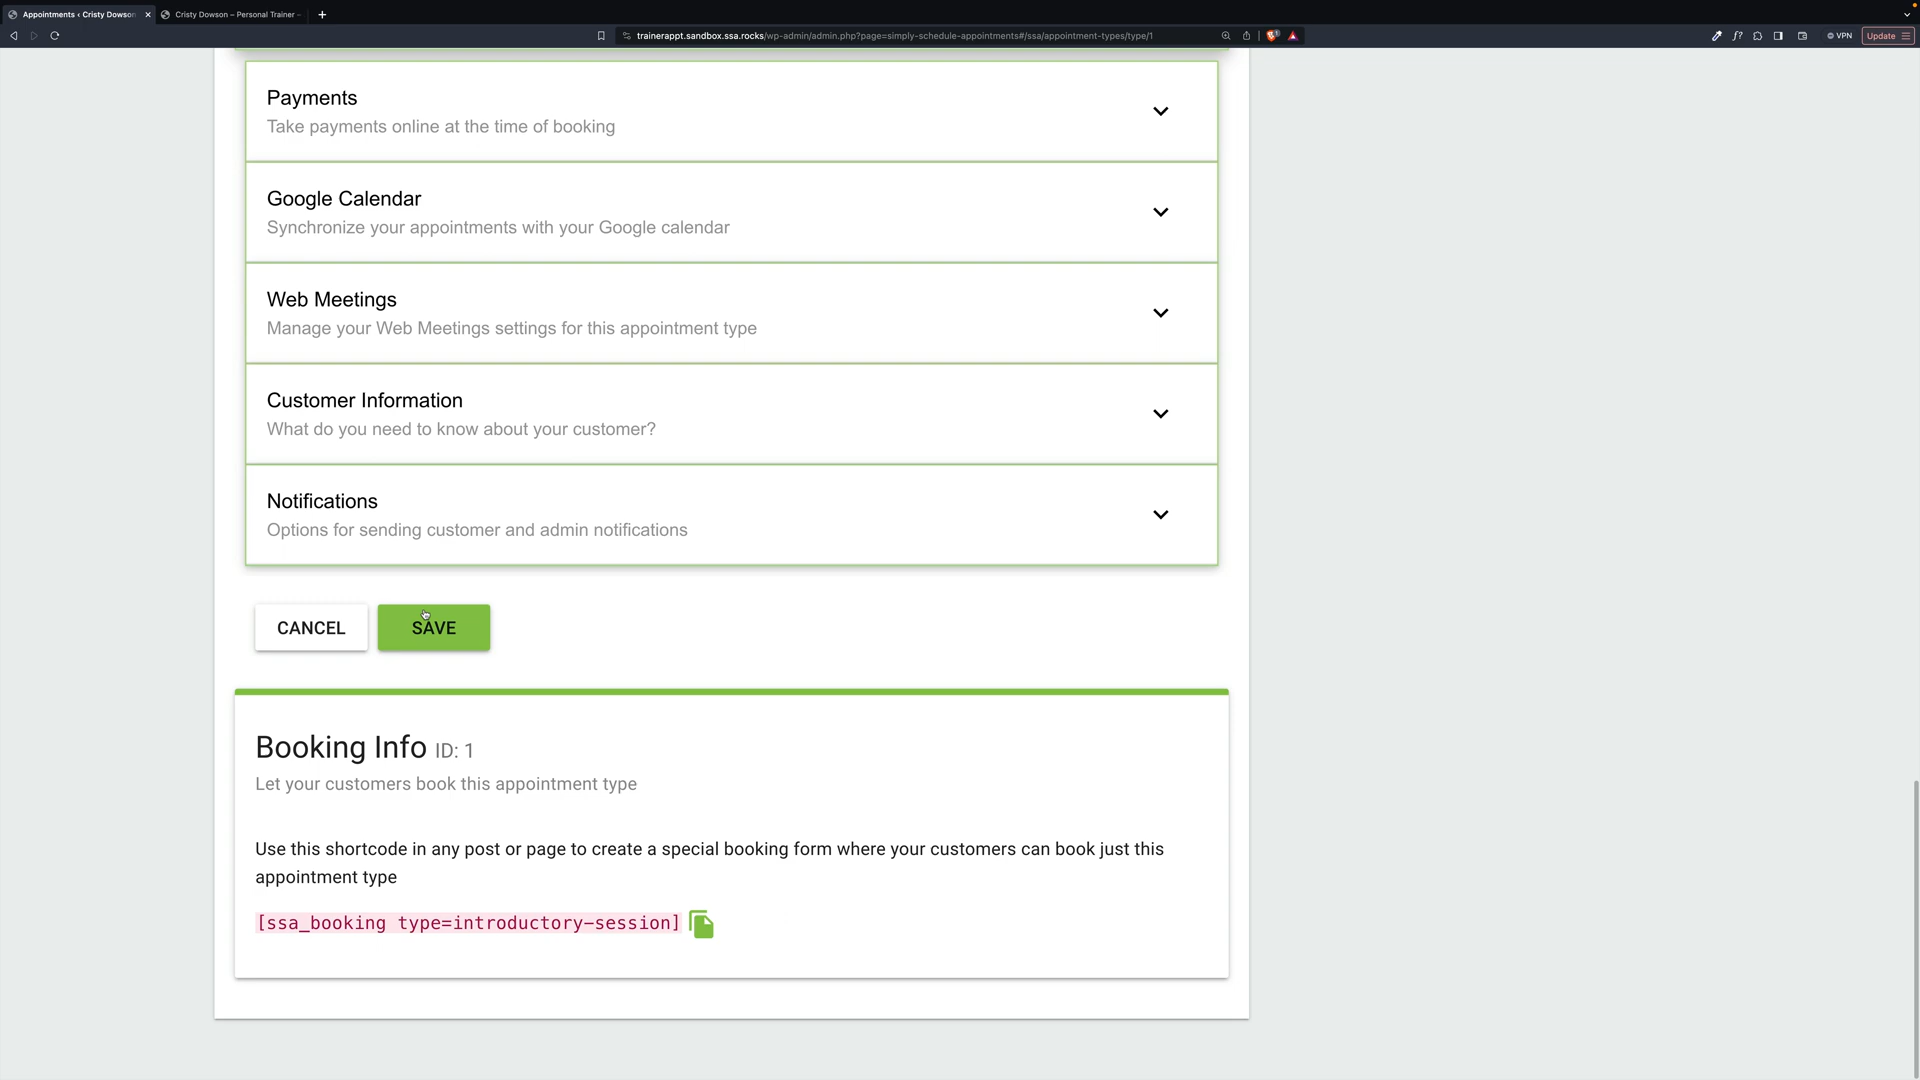 Appointments ‹ Cristy Dowson
Cristy Dowson – Personal Trainer –
trainerappt.sandbox.ssa.rocks/wp-admin/admin.php?page=simply-schedule-appointments#/ssa/appointment-types/type/1
VPN
Update
Payments
Take payments online at the time of booking
Google Calendar
Synchronize your appointments with your Google calendar
Web Meetings
Manage your Web Meetings settings for this appointment type
Customer Information
What do you need to know about your customer?
Notifications
Options for sending customer and admin notifications
CANCEL
SAVE
Booking Info ID: 1
Let your customers book this appointment type
Use this shortcode in any post or page to create a special booking form where your customers can book just this
appointment type
[ssa_booking type=introductory-session]